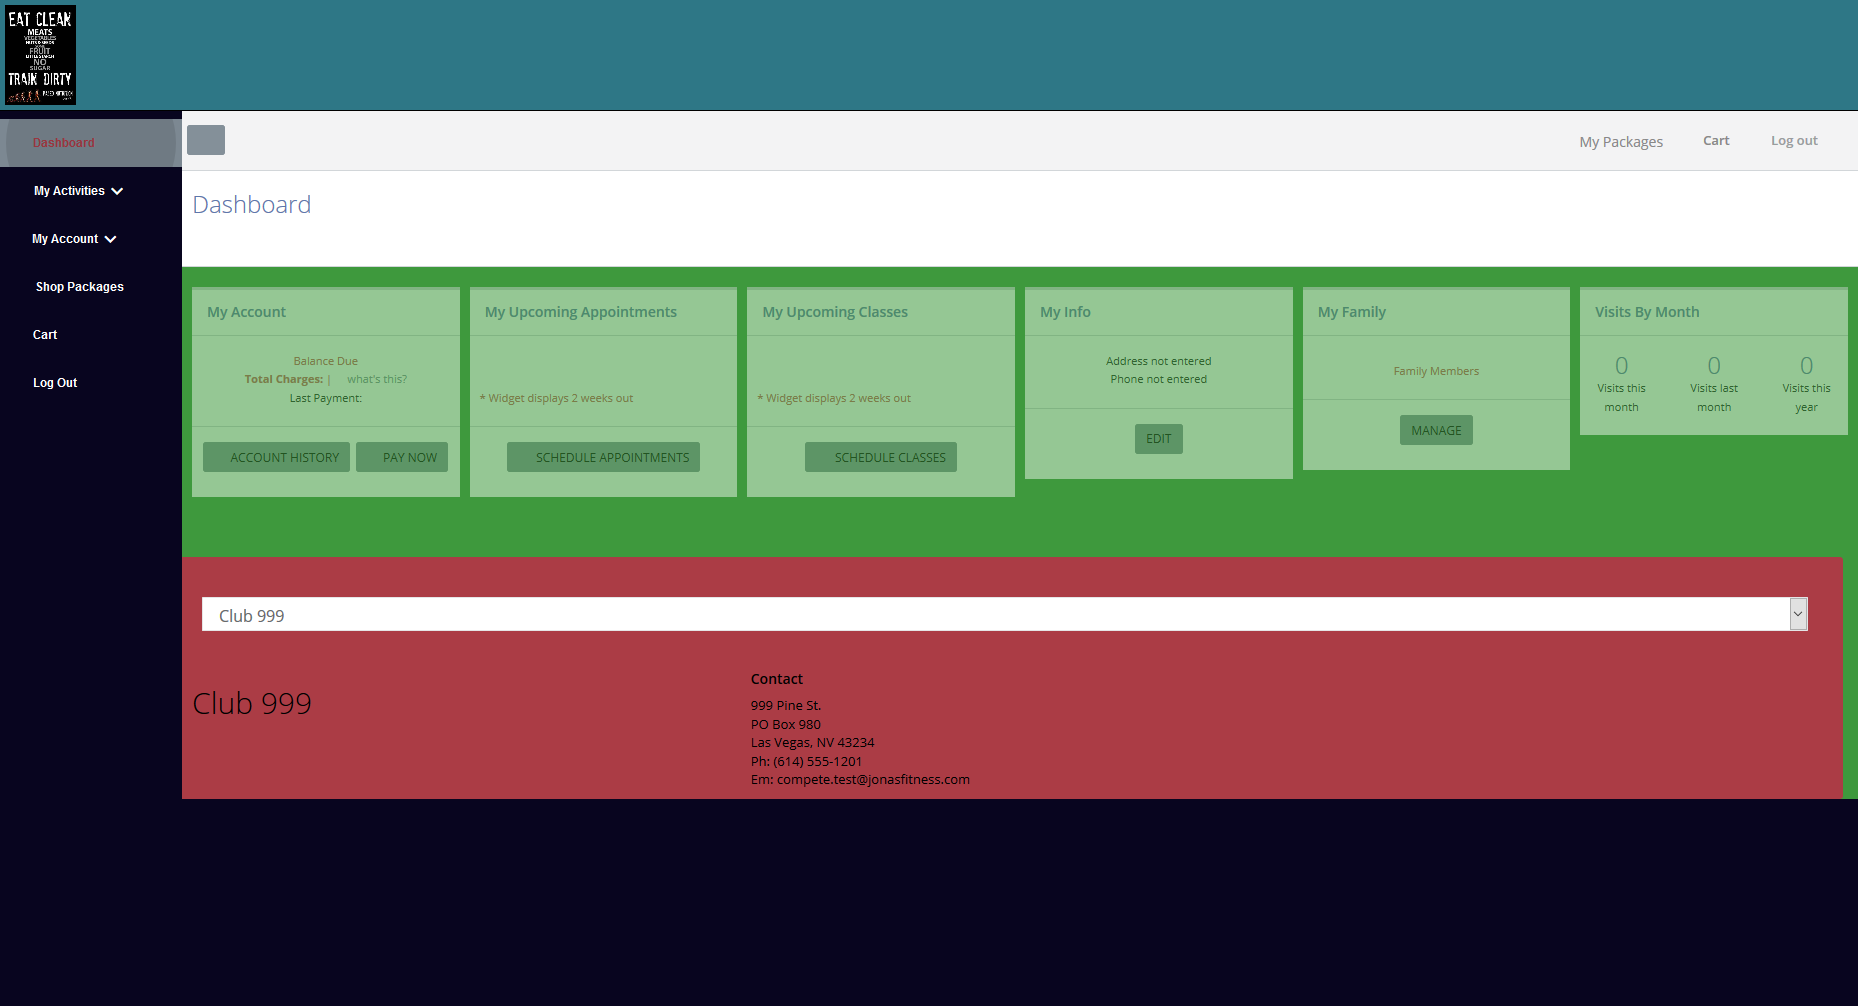 EAT CLEAN
MEATS
VEGETABLES
FRUIT
NO
SUGAR
TRAIN DIRTY
Dashboard
My Activities
My Account
Shop Packages
Cart
Log Out
My Packages
Cart
Log out
Dashboard
My Account
Balance Due
Total Charges: | what's this?
Last Payment:
ACCOUNT HISTORY
PAY NOW
My Upcoming Appointments
* Widget displays 2 weeks out
SCHEDULE APPOINTMENTS
My Upcoming Classes
* Widget displays 2 weeks out
SCHEDULE CLASSES
My Info
Address not entered
Phone not entered
EDIT
My Family
Family Members
MANAGE
Visits By Month
0
Visits this
month
0
Visits last
month
0
Visits this
year
Club 999
Club 999
Contact
999 Pine St.
PO Box 980
Las Vegas, NV 43234
Ph: (614) 555-1201
Em: compete.test@jonasfitness.com